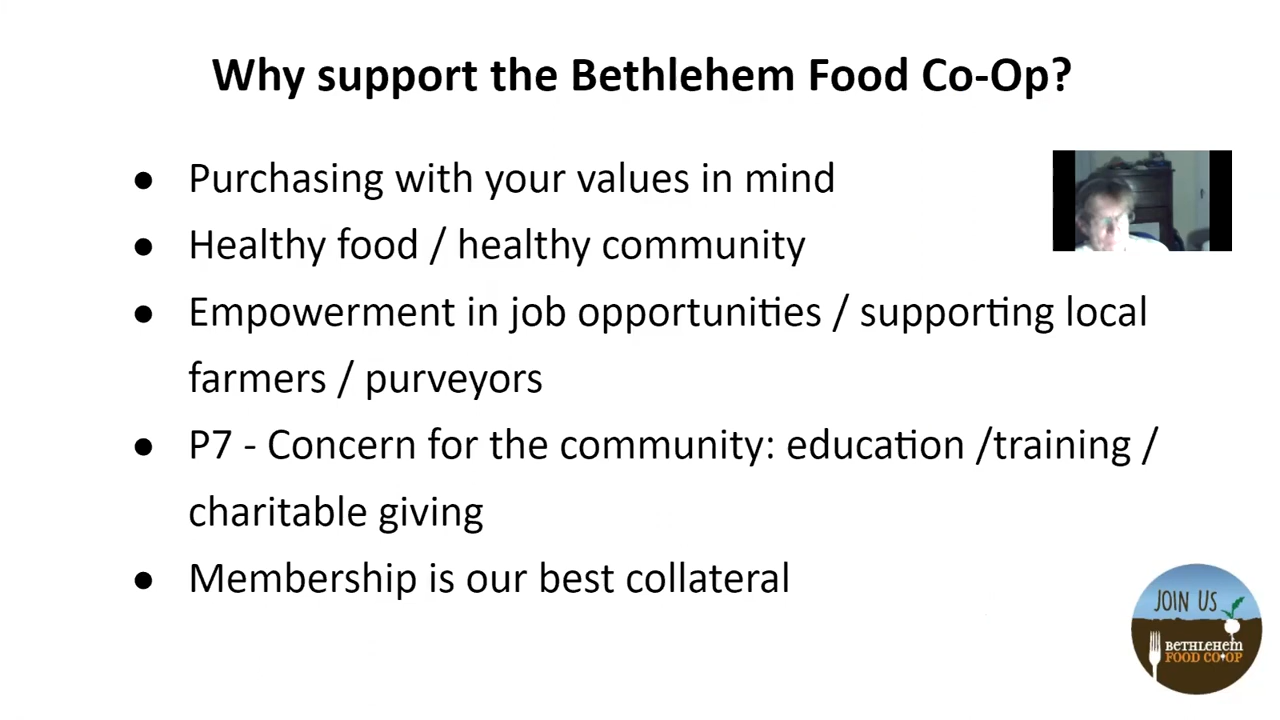 Why support the Bethlehem Food Co-Op?
● Purchasing with your values in mind
● Healthy food / healthy community
● Empowerment in job opportunities / supporting local
farmers / purveyors
● P7 - Concern for the community: education /training /
charitable giving
● Membership is our best collateral
JOIN US
BETHLEHEM
FOOD CO•OP